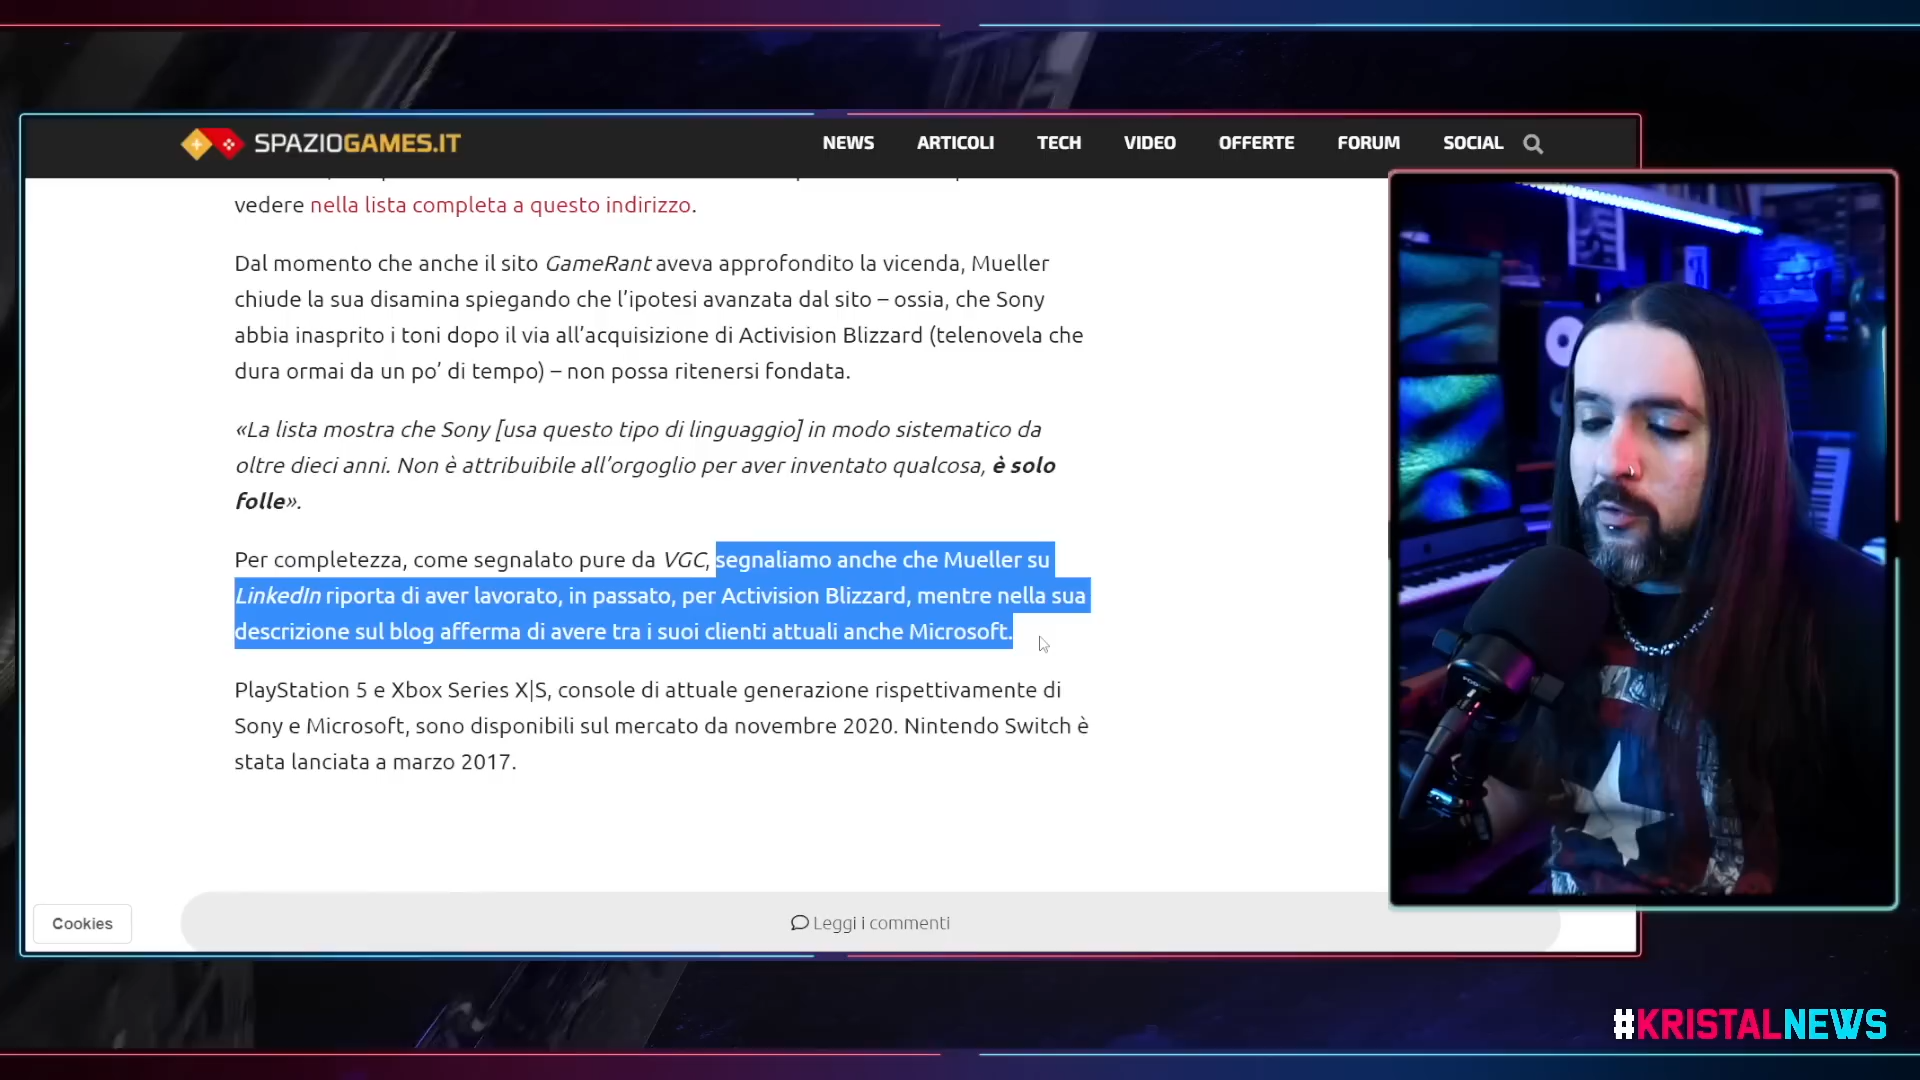 SPAZIOGAMES.IT
NEWS ARTICOLI TECH VIDEO OFFERTE FORUM SOCIAL
vedere nella lista completa a questo indirizzo.
Dal momento che anche il sito GameRant aveva approfondito la vicenda, Mueller
chiude la sua disamina spiegando che l’ipotesi avanzata dal sito – ossia, che Sony
abbia inasprito i toni dopo il via all’acquisizione di Activision Blizzard (telenovela che
dura ormai da un po’ di tempo) – non possa ritenersi fondata.
«La lista mostra che Sony [usa questo tipo di linguaggio] in modo sistematico da
oltre dieci anni. Non è attribuibile all’orgoglio per aver inventato qualcosa, è solo
folle».
Per completezza, come segnalato pure da VGC, segnaliamo anche che Mueller su
LinkedIn riporta di aver lavorato, in passato, per Activision Blizzard, mentre nella sua
descrizione sul blog afferma di avere tra i suoi clienti attuali anche Microsoft.
PlayStation 5 e Xbox Series X|S, console di attuale generazione rispettivamente di
Sony e Microsoft, sono disponibili sul mercato da novembre 2020. Nintendo Switch è
stata lanciata a marzo 2017.
Cookies
Leggi i commenti
#KRISTALNEWS